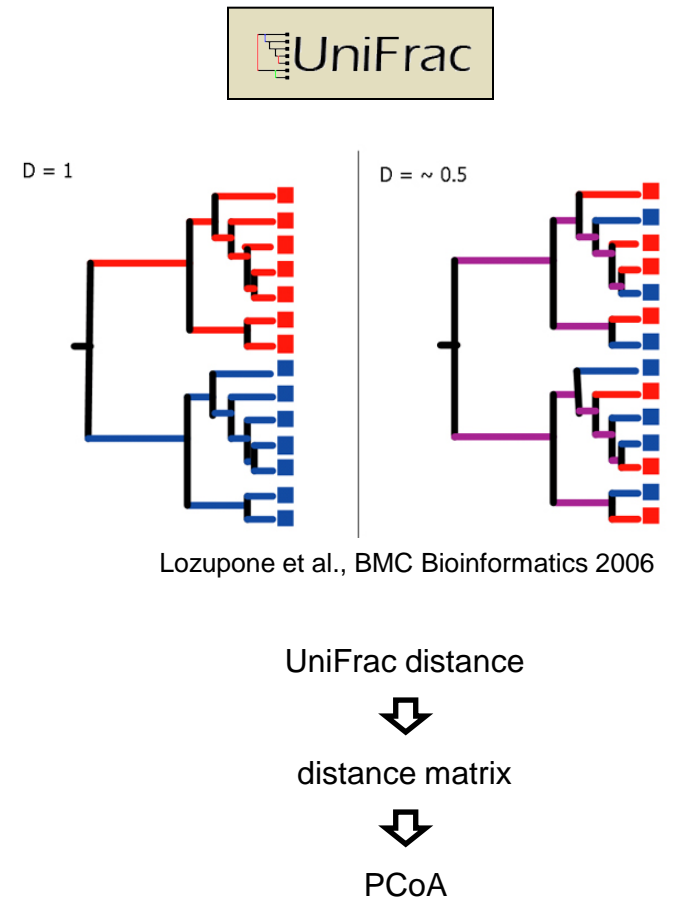 UniFrac
D = 1
D = ~ 0.5
Lozupone et al., BMC Bioinformatics 2006
UniFrac distance
distance matrix
PCoA